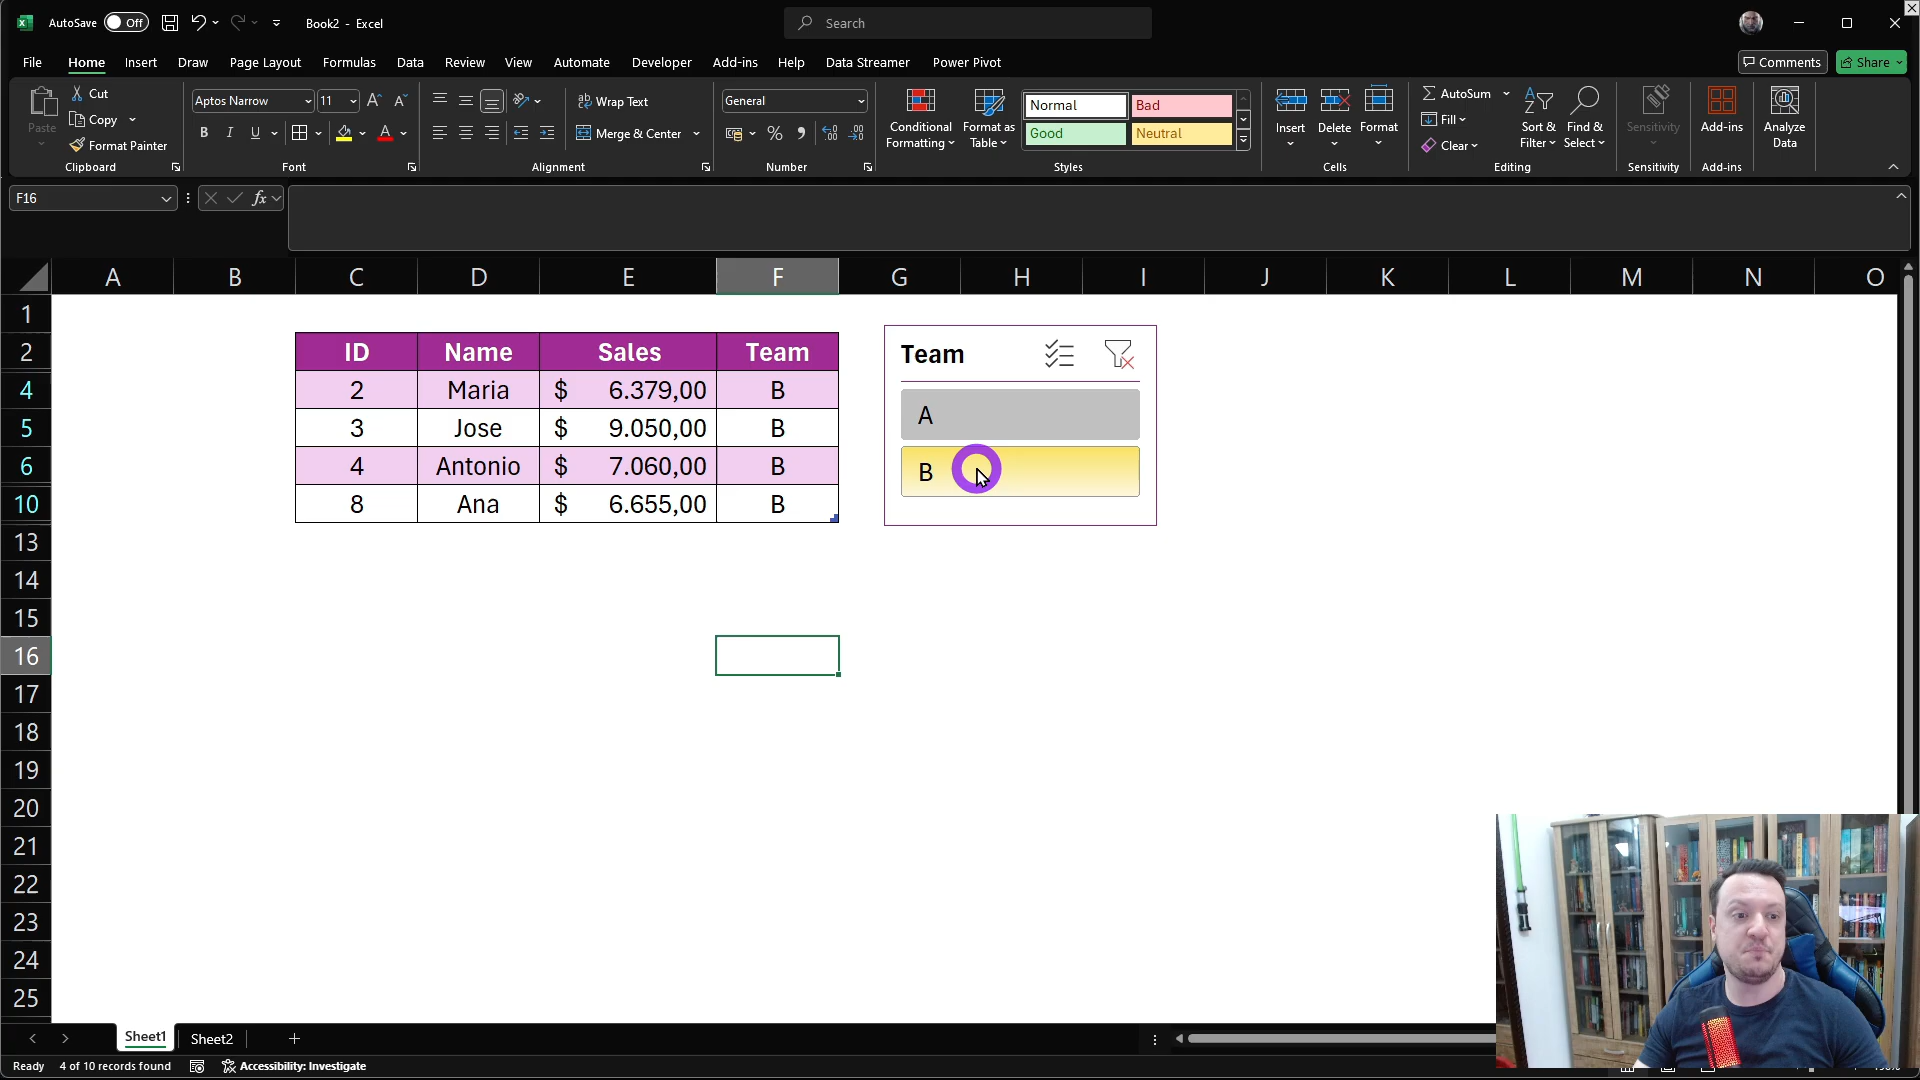 AutoSave Off Book2 - Excel Search
File Home Insert Draw Page Layout Formulas Data Review View Automate Developer Add-ins Help Data Streamer Power Pivot Comments Share
Paste
Cut
Copy
Format Painter
Clipboard
Aptos Narrow 11
B I U
Font
Wrap Text
Merge & Center
Alignment
General
Number
Conditional Formatting
Format as Table
Normal Bad
Good Neutral
Styles
Insert Delete Format
Cells
AutoSum
Fill
Clear
Sort & Filter
Find & Select
Editing
Sensitivity
Sensitivity
Add-ins
Add-ins
Analyze Data
F16 fx
A B C D E F G H I J K L M N O
1
2 ID Name Sales Team
4 2 Maria $ 6.379,00 B
5 3 Jose $ 9.050,00 B
6 4 Antonio $ 7.060,00 B
10 8 Ana $ 6.655,00 B
Team
A
B
13
14
15
16
17
18
19
20
21
22
23
24
25
Sheet1 Sheet2
Ready 4 of 10 records found Accessibility: Investigate